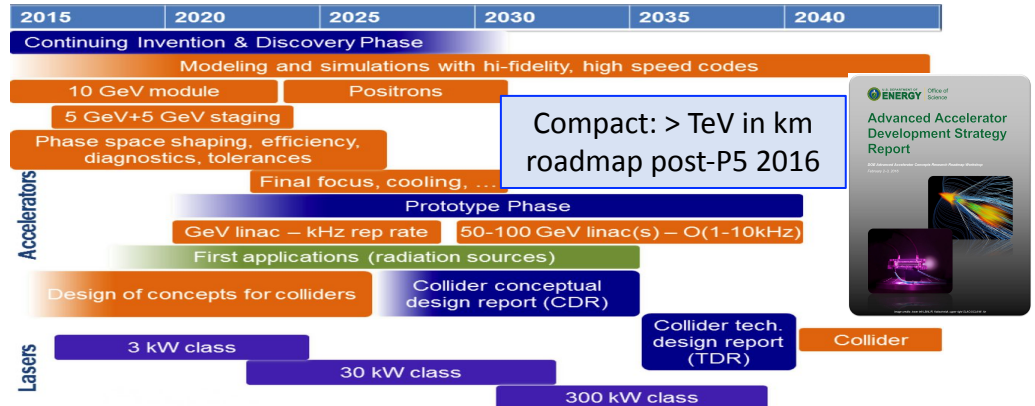 2015 2020 2025 2030 2035 2040
Continuing Invention & Discovery Phase
Modeling and simulations with hi-fidelity, high speed codes
10 GeV module
Positrons
5 GeV+5 GeV staging
Phase space shaping, efficiency,
diagnostics, tolerances
Final focus, cooling, ...
Compact: > TeV in km
roadmap post-P5 2016
Prototype Phase
GeV linac – kHz rep rate
50-100 GeV linac(s) – O(1-10kHz)
First applications (radiation sources)
Design of concepts for colliders
Collider conceptual
design report (CDR)
Collider tech.
design report
(TDR)
Collider
Accelerators
3 kW class
30 kW class
300 kW class
Lasers
ENERGY Office of
Science
Advanced Accelerator
Development Strategy
Report